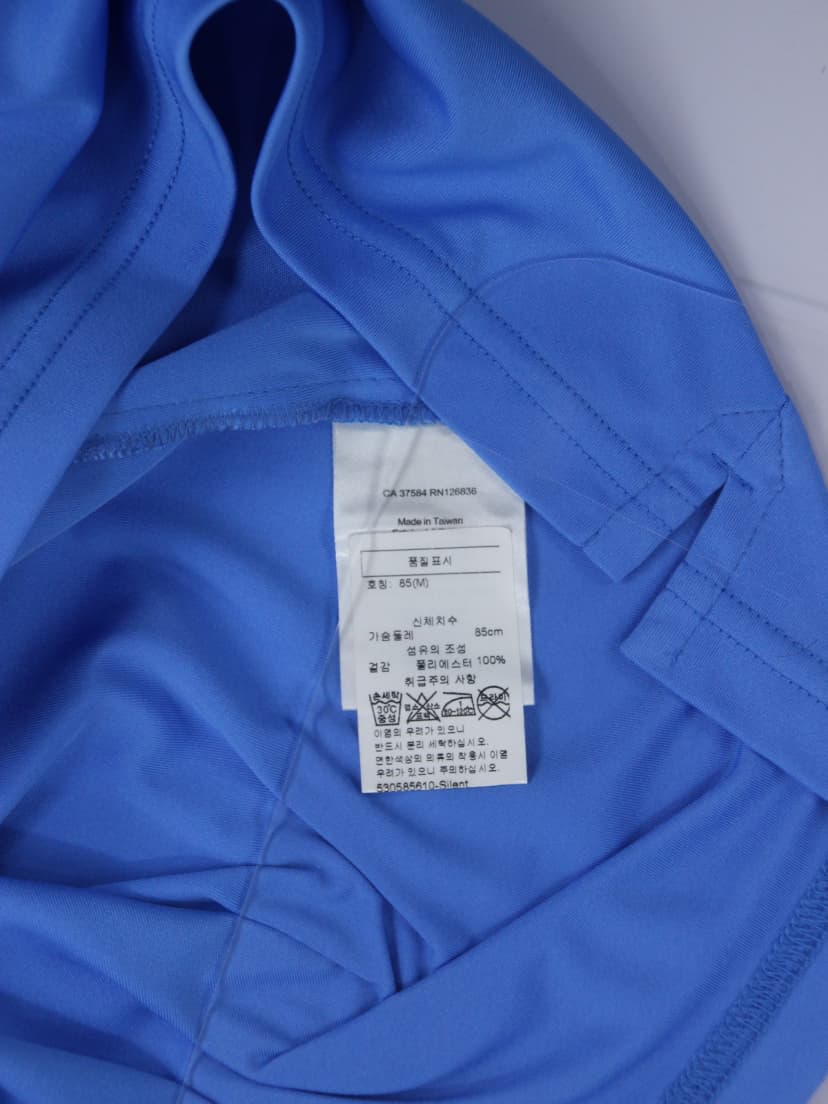 CA 37584 RN126836
Made in Taiwan
품질표시
호칭: 85(M)
신체치수
가슴둘레 85cm
섬유의 조성
겉감 폴리에스터 100%
취급주의 사항
손세탁
30℃
중성
이염의 우려가 있으니
반드시 분리 세탁하십시오.
연한색상의 의류의 착용시 이염
우려가 있으니 주의하십시오.
530585610-Silent